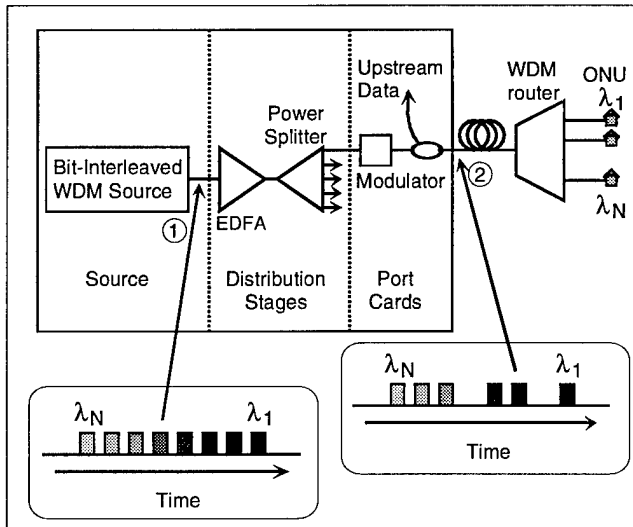 Upstream
Data
WDM
router
ONU
λ1
Power
Splitter
Bit-Interleaved
WDM Source
Modulator
1
2
EDFA
λN
Source
Distribution
Stages
Port
Cards
λN
λ1
Time
λN
λ1
Time